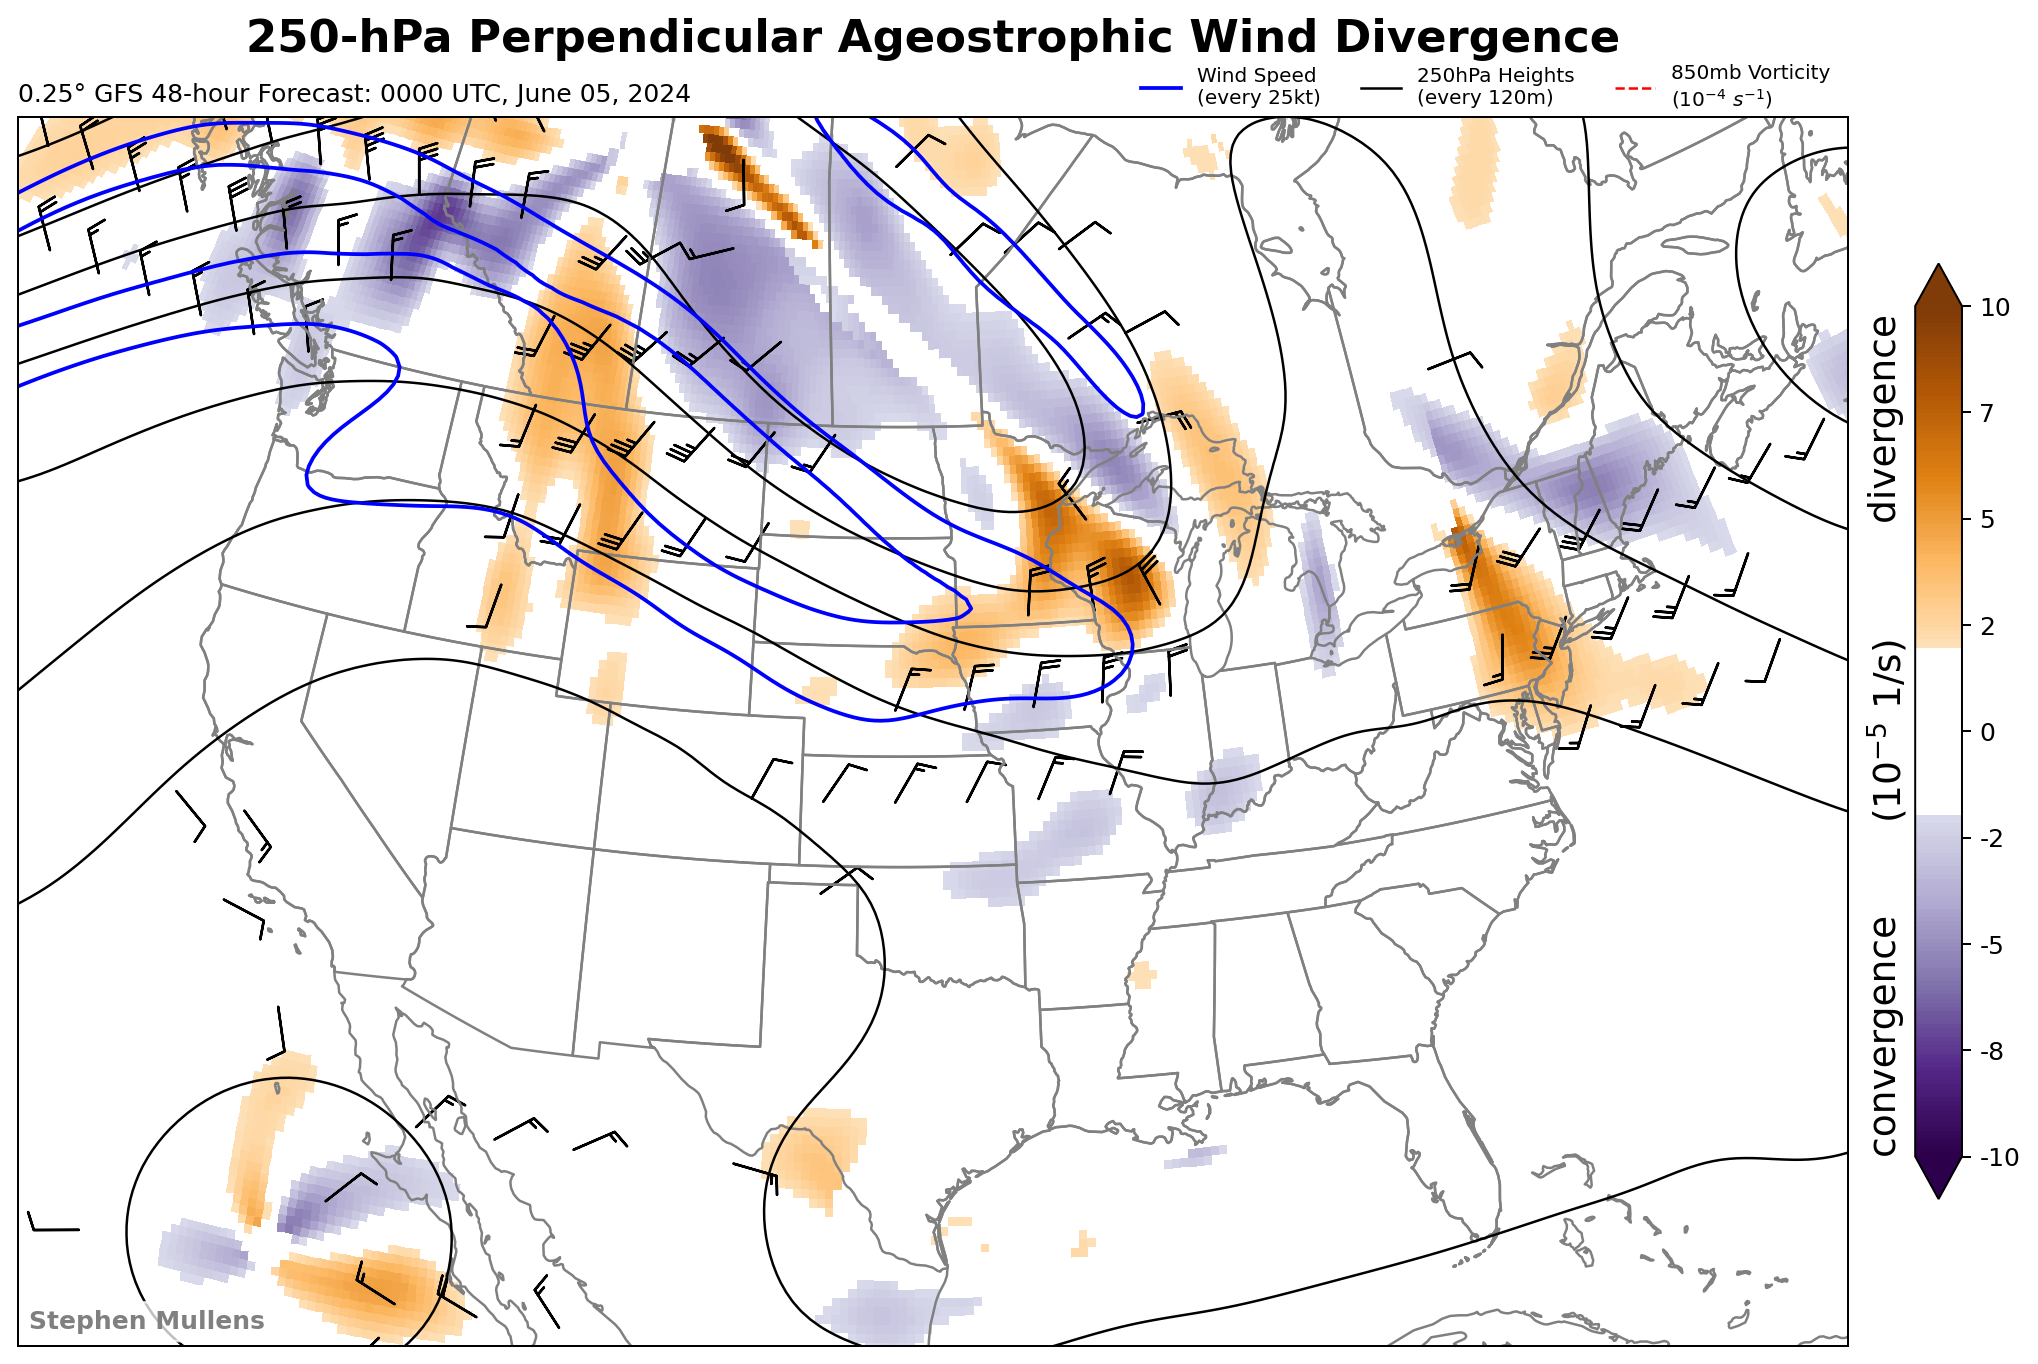 250-hPa Perpendicular Ageostrophic Wind Divergence
0.25° GFS 48-hour Forecast: 0000 UTC, June 05, 2024
Wind Speed
(every 25kt)
250hPa Heights
(every 120m)
850mb Vorticity
(10⁻⁴ s⁻¹)
convergence (10⁻⁵ 1/s) divergence
10
7
5
2
0
-2
-5
-8
-10
Stephen Mullens